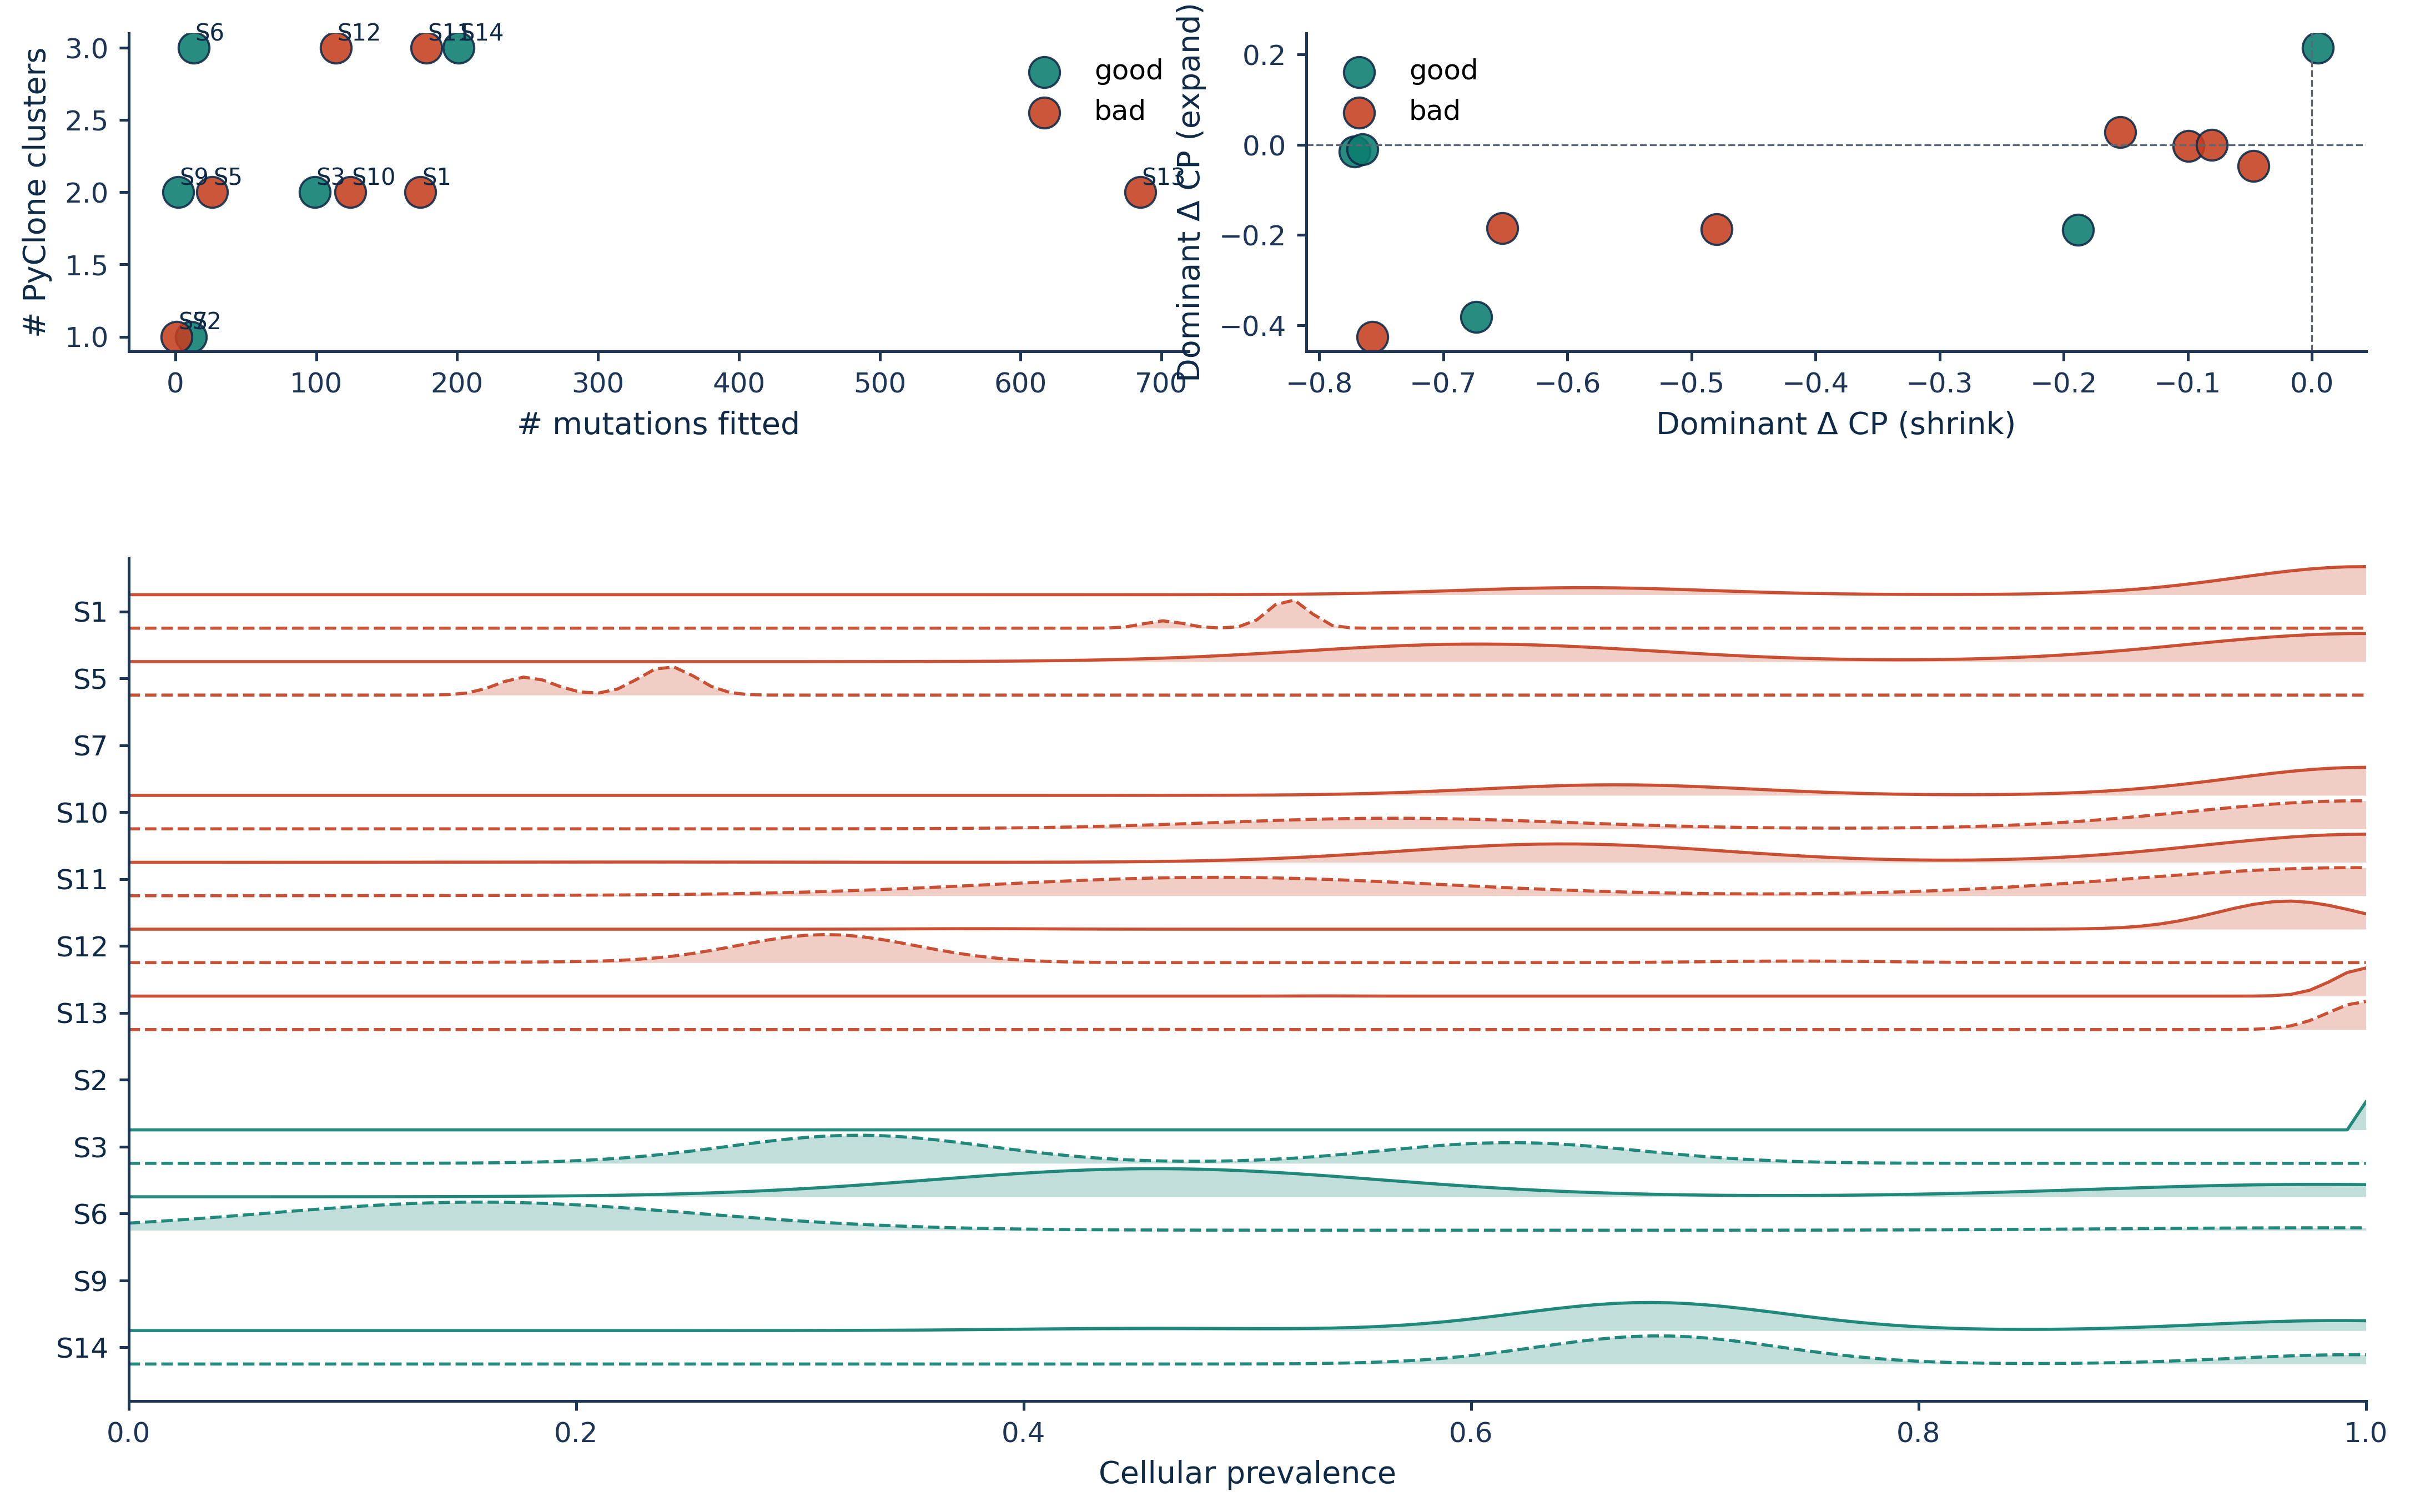 # PyClone clusters
3.0
2.5
2.0
1.5
1.0
S6
S12
S11
S14
S9
S5
S3
S10
S1
S13
S7
S2
good
bad
0
100
200
300
400
500
600
700
# mutations fitted
Dominant Δ CP (expand)
0.2
0.0
−0.2
−0.4
good
bad
−0.8
−0.7
−0.6
−0.5
−0.4
−0.3
−0.2
−0.1
0.0
Dominant Δ CP (shrink)
S1
S5
S7
S10
S11
S12
S13
S2
S3
S6
S9
S14
0.0
0.2
0.4
0.6
0.8
1.0
Cellular prevalence